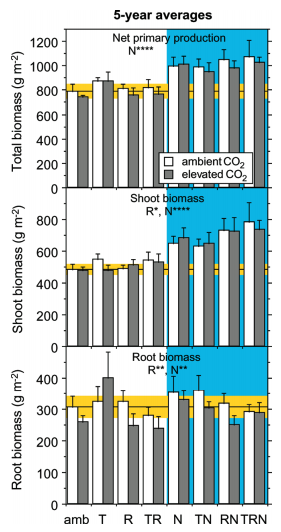 5-year averages
Net primary production
N****
Total biomass (g m⁻²)
1200
1000
800
600
400
200
0
ambient CO₂
elevated CO₂
Shoot biomass
R*, N****
Shoot biomass (g m⁻²)
800
600
400
200
0
Root biomass
R**, N**
Root biomass (g m⁻²)
400
300
200
100
0
amb T R TR N TN RN TRN